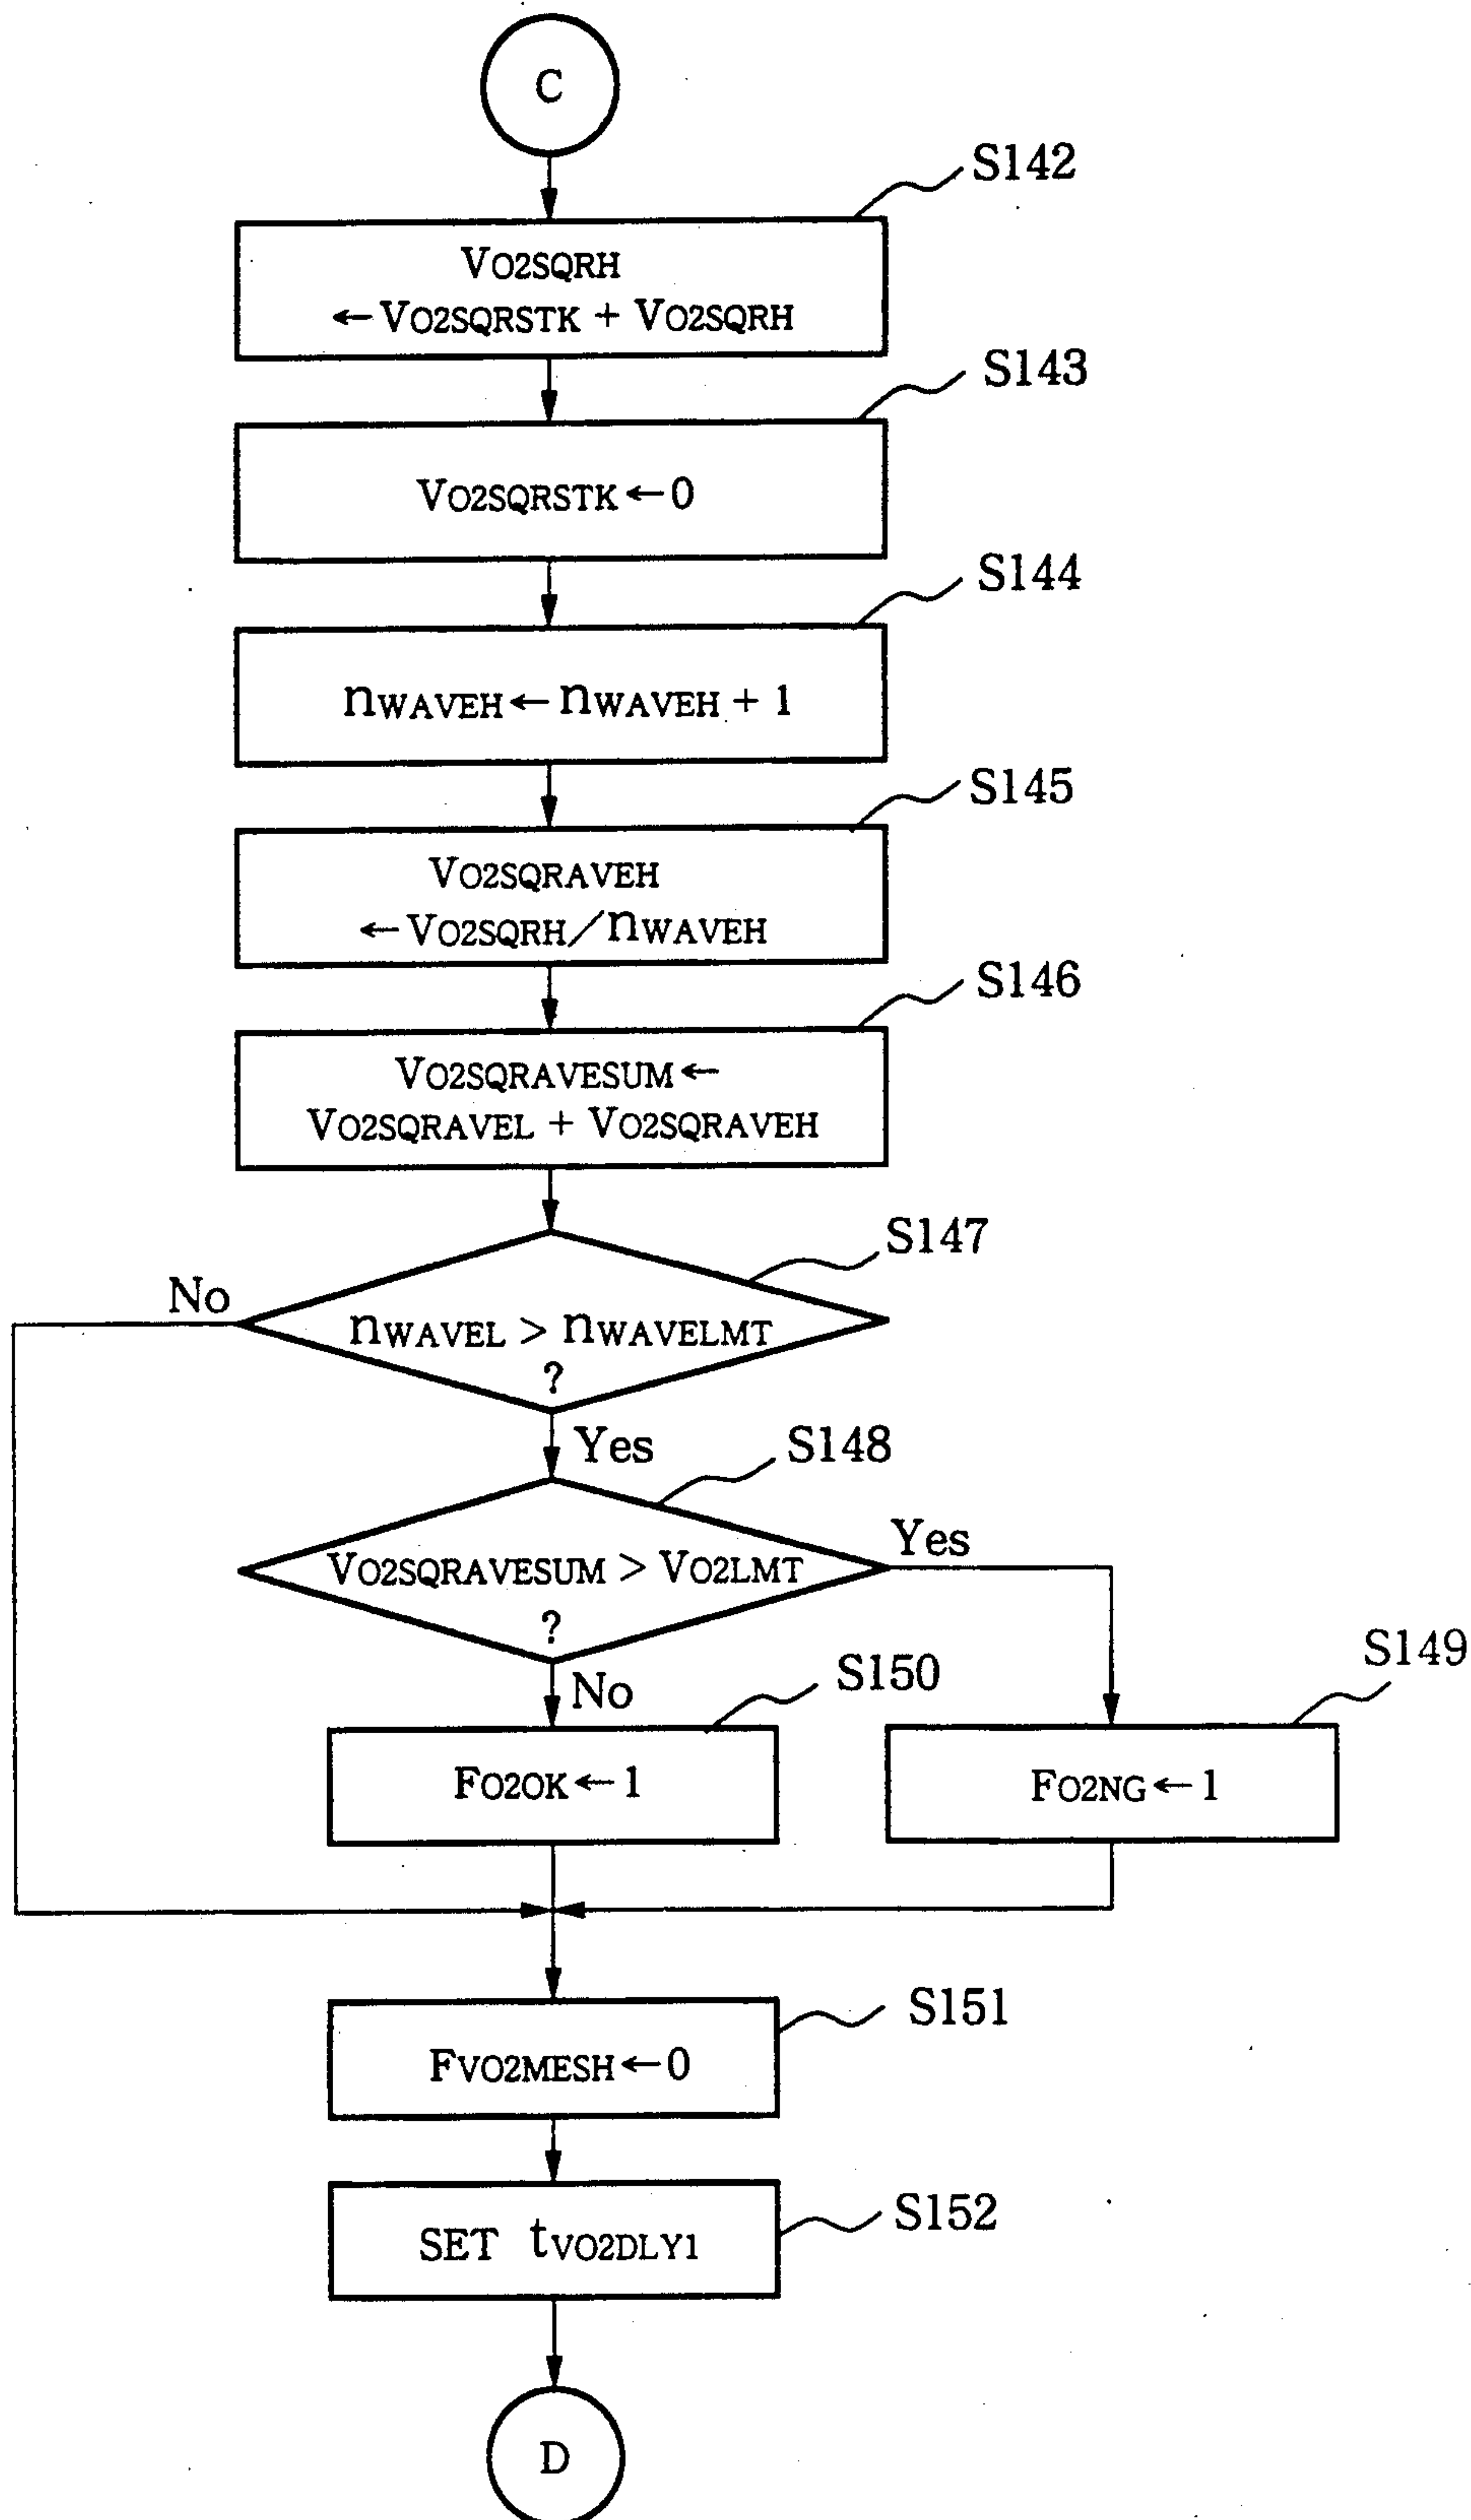 C
S142
VO2SQRH
←VO2SQRSTK + VO2SQRH
S143
VO2SQRSTK←0
S144
nWAVEH←nWAVEH + 1
S145
VO2SQRAVEH
←VO2SQRH/nWAVEH
S146
VO2SQRAVESUM←
VO2SQRAVEL + VO2SQRAVEH
S147
No
nWAVEL > nWAVELMT
?
Yes
S148
VO2SQRAVESUM > VO2LMT
?
Yes
No
S150
S149
FO2OK←1
FO2NG←1
S151
FVO2MESH←0
S152
SET tVO2DLY1
D